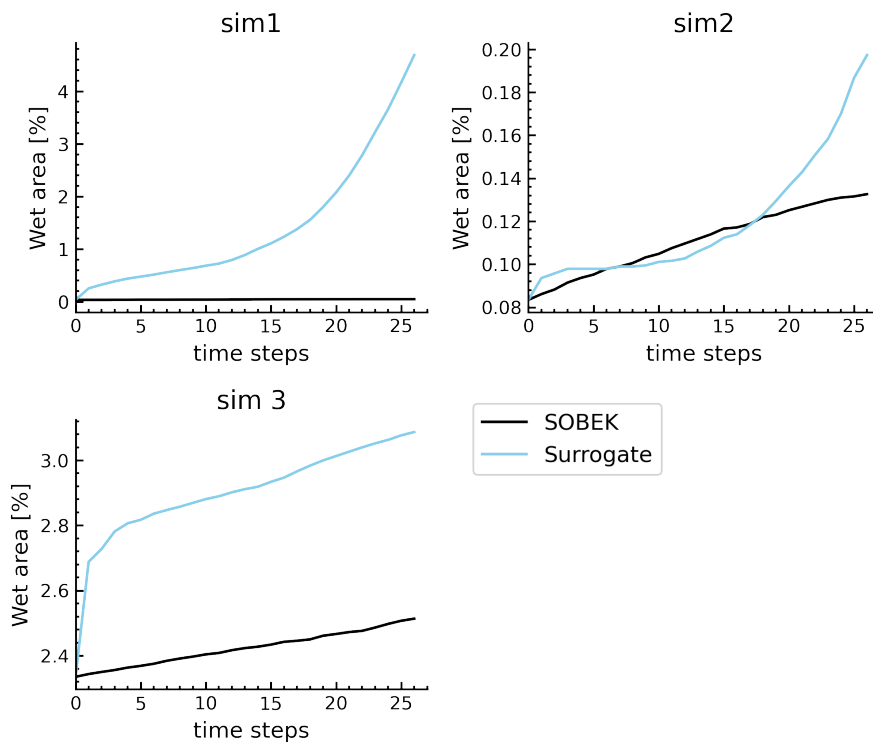 sim1
Wet area [%]
4
3
2
1
0
0 5 10 15 20 25
time steps
sim2
Wet area [%]
0.20
0.18
0.16
0.14
0.12
0.10
0.08
0 5 10 15 20 25
time steps
sim 3
Wet area [%]
3.0
2.8
2.6
2.4
0 5 10 15 20 25
time steps
SOBEK
Surrogate